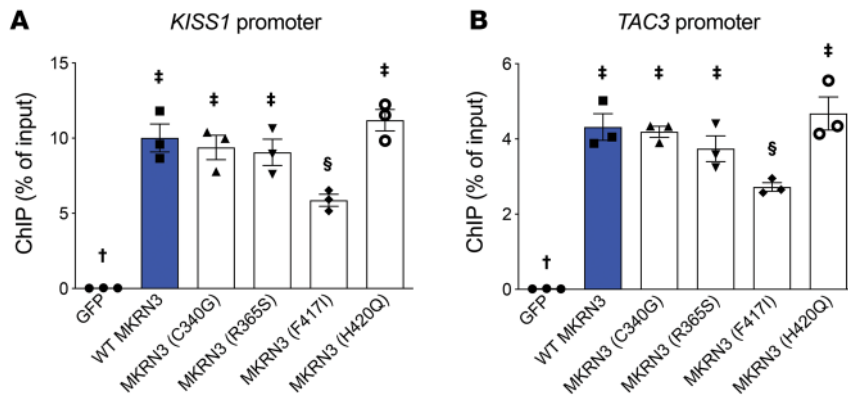 A
KISS1 promoter
ChIP (% of input)
15
10
5
0
†
‡
‡
‡
§
‡
GFP
WT MKRN3
MKRN3 (C340G)
MKRN3 (R365S)
MKRN3 (F417I)
MKRN3 (H420Q)
B
TAC3 promoter
ChIP (% of input)
6
4
2
0
†
‡
‡
‡
§
‡
GFP
WT MKRN3
MKRN3 (C340G)
MKRN3 (R365S)
MKRN3 (F417I)
MKRN3 (H420Q)